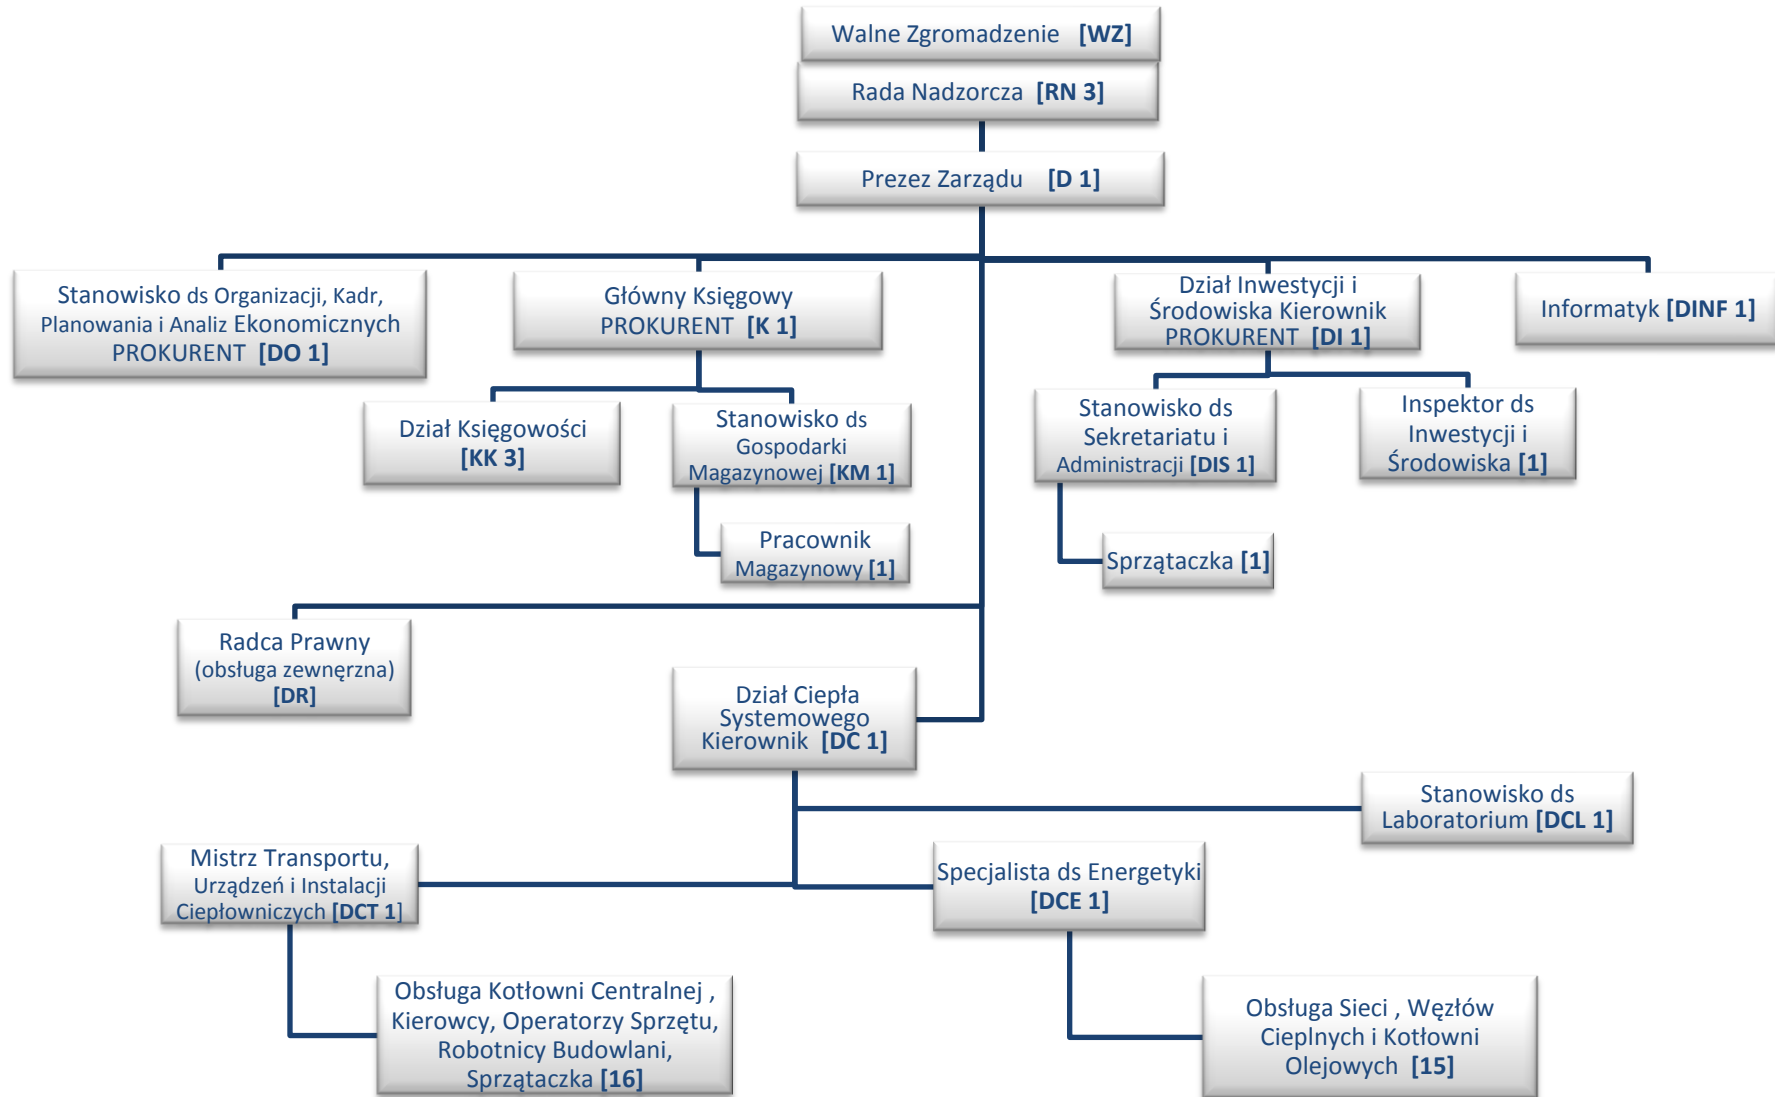 Walne Zgromadzenie [WZ]
Rada Nadzorcza [RN 3]
Prezez Zarządu [D 1]
Stanowisko ds Organizacji, Kadr,
Planowania i Analiz Ekonomicznych
PROKURENT [DO 1]
Główny Księgowy
PROKURENT [K 1]
Dział Inwestycji i
Środowiska Kierownik
PROKURENT [DI 1]
Informatyk [DINF 1]
Dział Księgowości
[KK 3]
Stanowisko ds
Gospodarki
Magazynowej [KM 1]
Stanowisko ds
Sekretariatu i
Administracji [DIS 1]
Inspektor ds
Inwestycji i
Środowiska [1]
Pracownik
Magazynowy [1]
Sprzątaczka [1]
Radca Prawny
(obsługa zewnęrzna)
[DR]
Dział Ciepła
Systemowego
Kierownik [DC 1]
Stanowisko ds
Laboratorium [DCL 1]
Mistrz Transportu,
Urządzeń i Instalacji
Ciepłowniczych [DCT 1]
Specjalista ds Energetyki
[DCE 1]
Obsługa Kotłowni Centralnej ,
Kierowcy, Operatorzy Sprzętu,
Robotnicy Budowlani,
Sprzątaczka [16]
Obsługa Sieci , Węzłów
Cieplnych i Kotłowni
Olejowych [15]